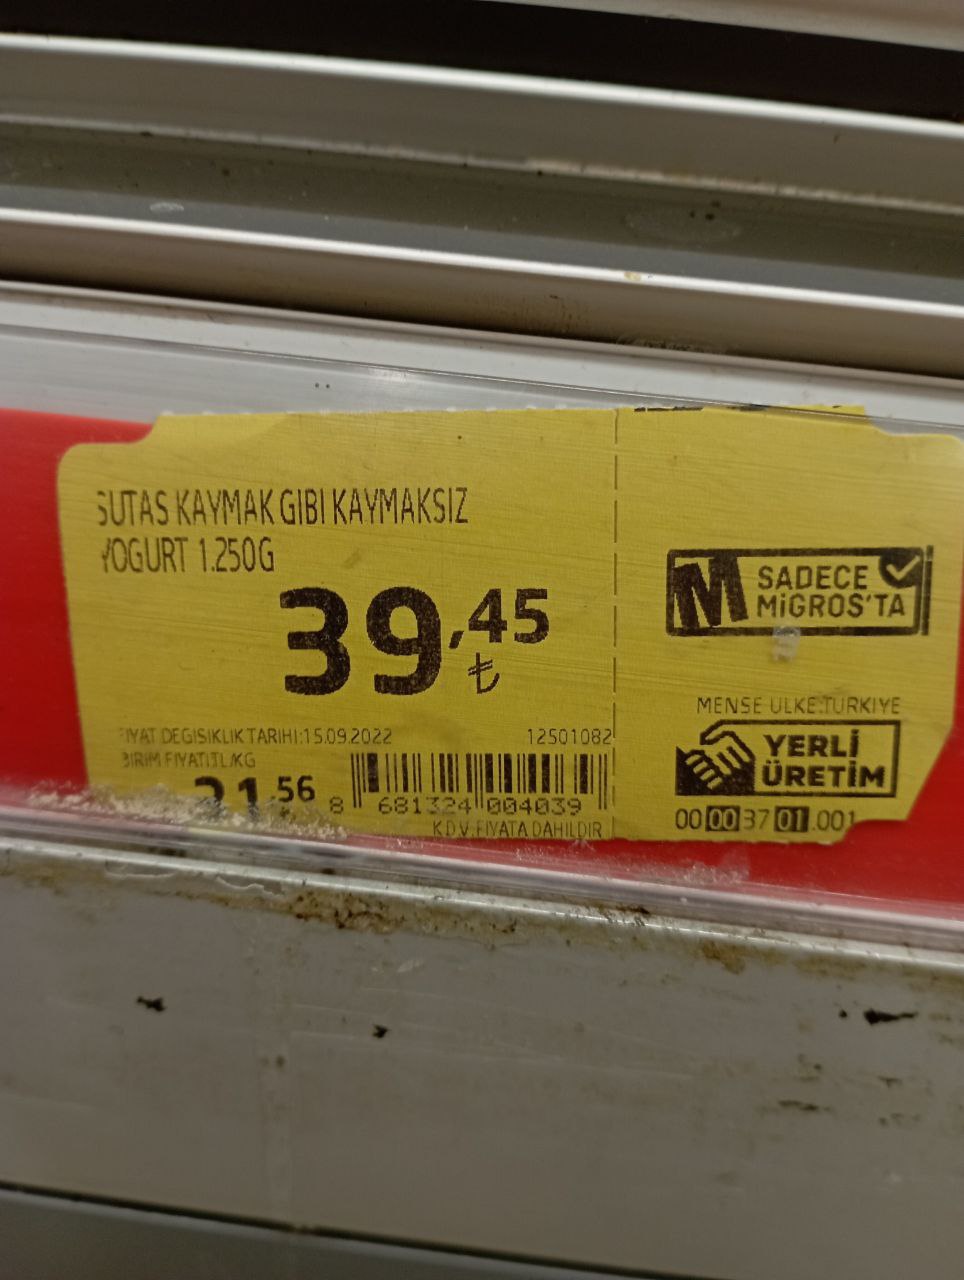 SUTAS KAYMAK GIBI KAYMAKSIZ
YOGURT 1.250G
39,45
₺
FIYAT DEGISIKLIK TARIHI:15.09.2022
12501082
BIRIM FIYATI:TL/KG
31.56
8 681324 004039
K.D.V. FIYATA DAHILDIR
M SADECE
MiGROS'TA
MENSE ULKE:TURKIYE
YERLİ
ÜRETİM
00 00 37 01.001